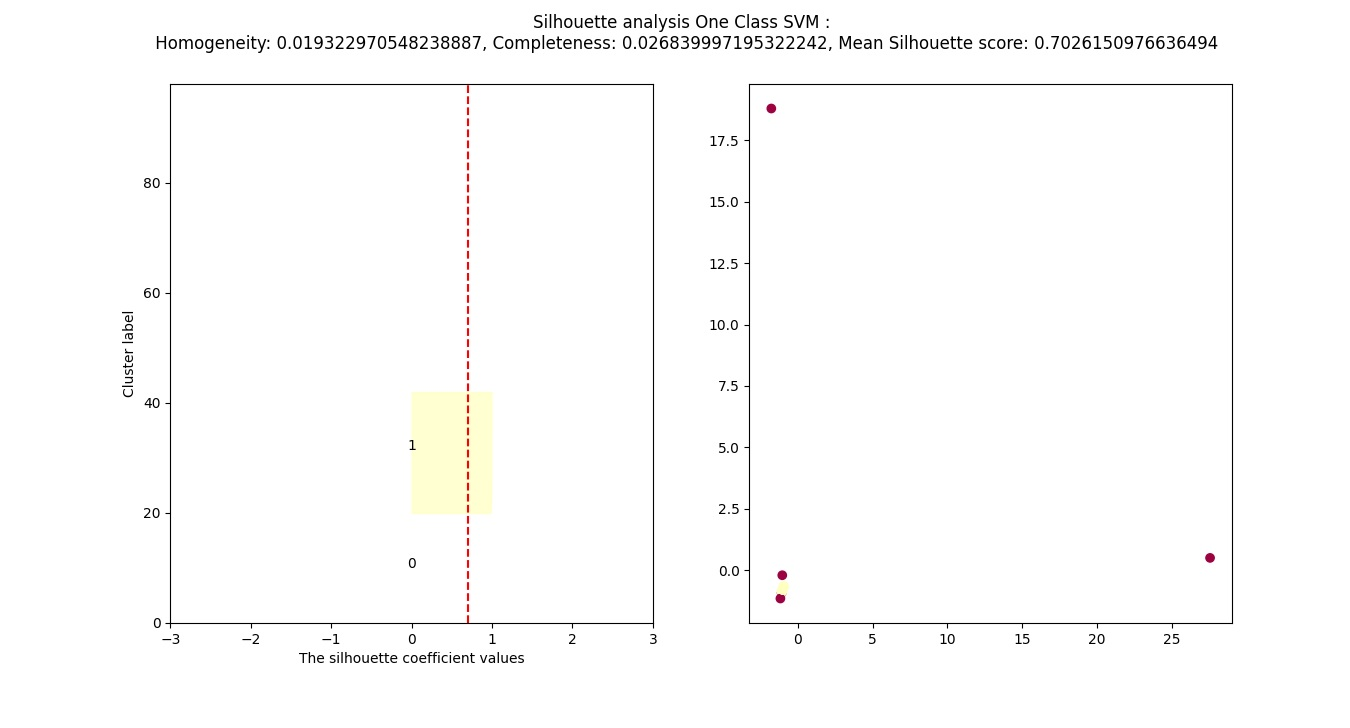 Silhouette analysis One Class SVM :
Homogeneity: 0.019322970548238887, Completeness: 0.026839997195322242, Mean Silhouette score: 0.7026150976636494
80
60
40
20
0
Cluster label
1
0
−3 −2 −1 0 1 2 3
The silhouette coefficient values
17.5
15.0
12.5
10.0
7.5
5.0
2.5
0.0
0 5 10 15 20 25